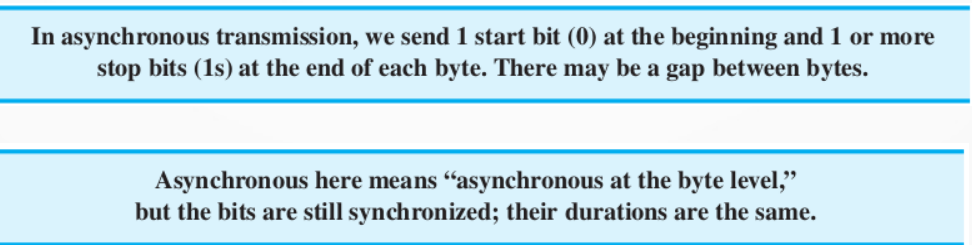 In asynchronous transmission, we send 1 start bit (0) at the beginning and 1 or more
stop bits (1s) at the end of each byte. There may be a gap between bytes.
Asynchronous here means “asynchronous at the byte level,”
but the bits are still synchronized; their durations are the same.